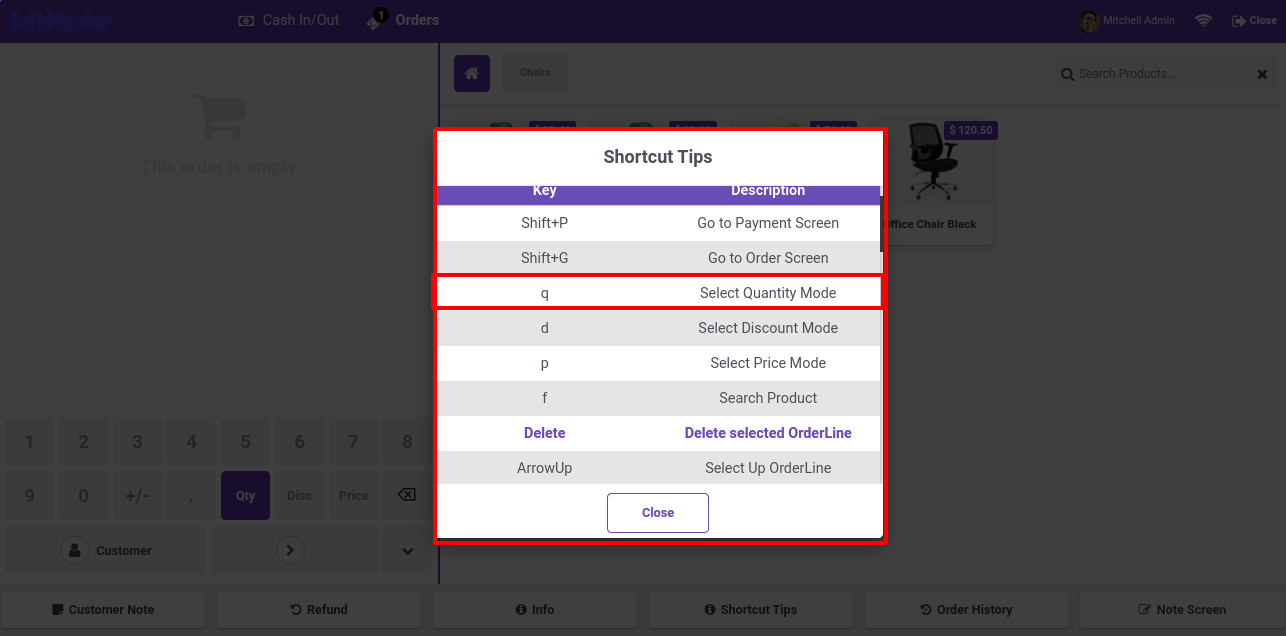 SoftHealer
Cash In/Out
1
Orders
Mitchell Admin
Close
Chairs
Search Products...
This order is empty
$ 120.50
Office Chair Black
Shortcut Tips
Key Description
Shift+P Go to Payment Screen
Shift+G Go to Order Screen
q Select Quantity Mode
d Select Discount Mode
p Select Price Mode
f Search Product
Delete Delete selected OrderLine
ArrowUp Select Up OrderLine
Close
1 2 3 4 5 6 7 8
9 0 +/- . Qty Disc Price
Customer
Customer Note Refund Info Shortcut Tips Order History Note Screen